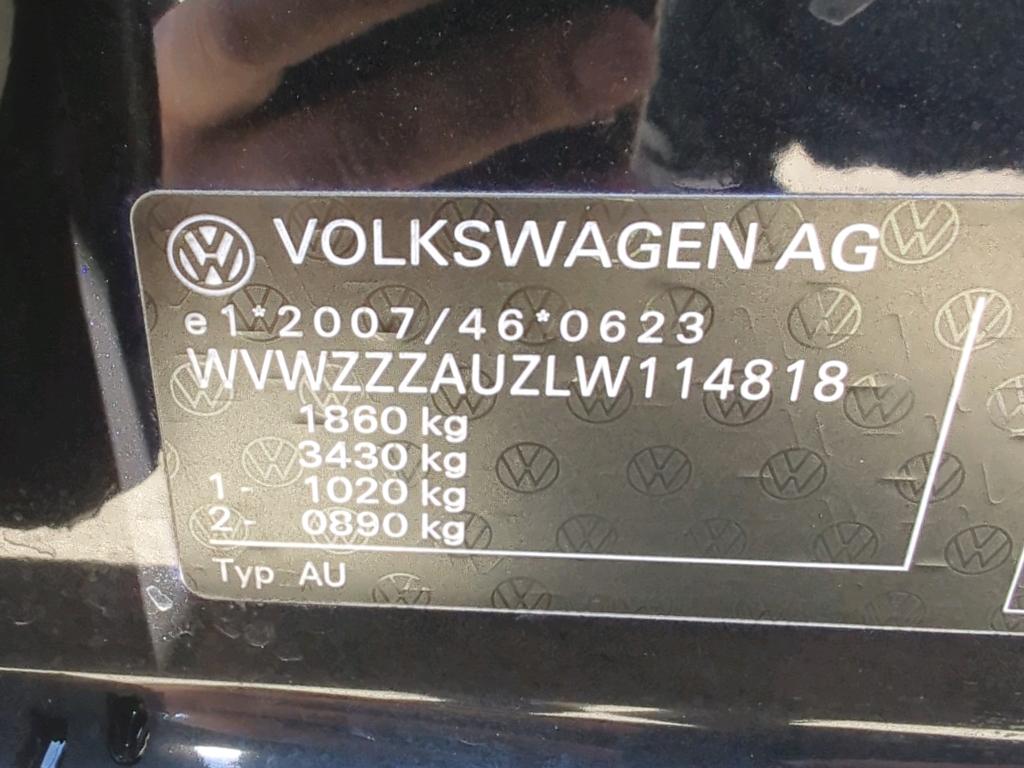 VOLKSWAGEN AG
e1*2007/46*0623
WVWZZZAUZLW114818
1860 kg
3430 kg
1- 1020 kg
2- 0890 kg
Typ AU